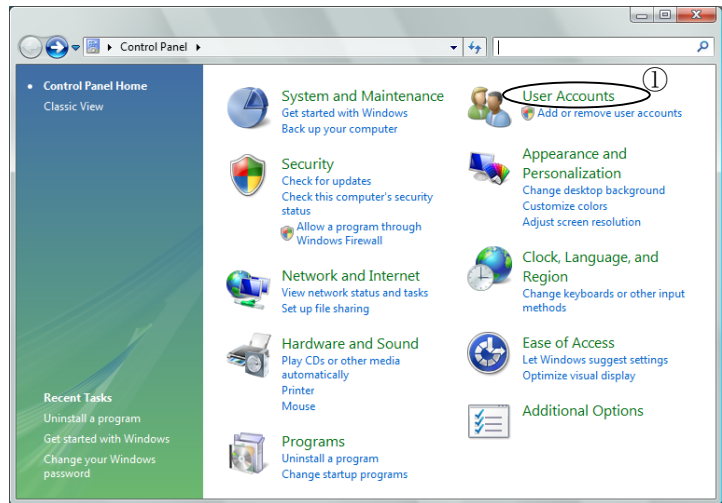 Control Panel
Control Panel Home
Classic View
Recent Tasks
Uninstall a program
Get started with Windows
Change your Windows
password
System and Maintenance
Get started with Windows
Back up your computer
Security
Check for updates
Check this computer's security
status
Allow a program through
Windows Firewall
Network and Internet
View network status and tasks
Set up file sharing
Hardware and Sound
Play CDs or other media
automatically
Printer
Mouse
Programs
Uninstall a program
Change startup programs
①
User Accounts
Add or remove user accounts
Appearance and
Personalization
Change desktop background
Customize colors
Adjust screen resolution
Clock, Language, and
Region
Change keyboards or other input
methods
Ease of Access
Let Windows suggest settings
Optimize visual display
Additional Options